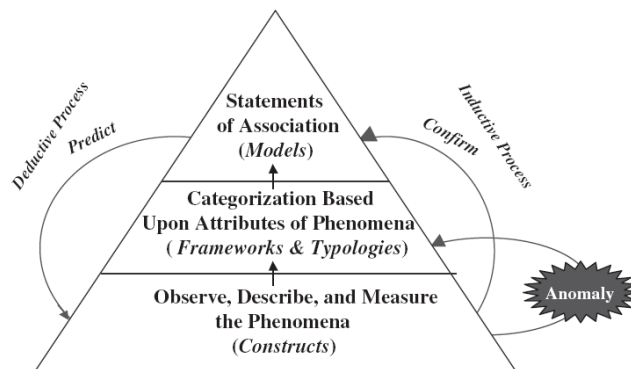 Deductive Process
Predict
Statements
of Association
(Models)
Inductive Process
Confirm
Categorization Based
Upon Attributes of Phenomena
( Frameworks & Typologies)
Anomaly
Observe, Describe, and Measure
the Phenomena
(Constructs)